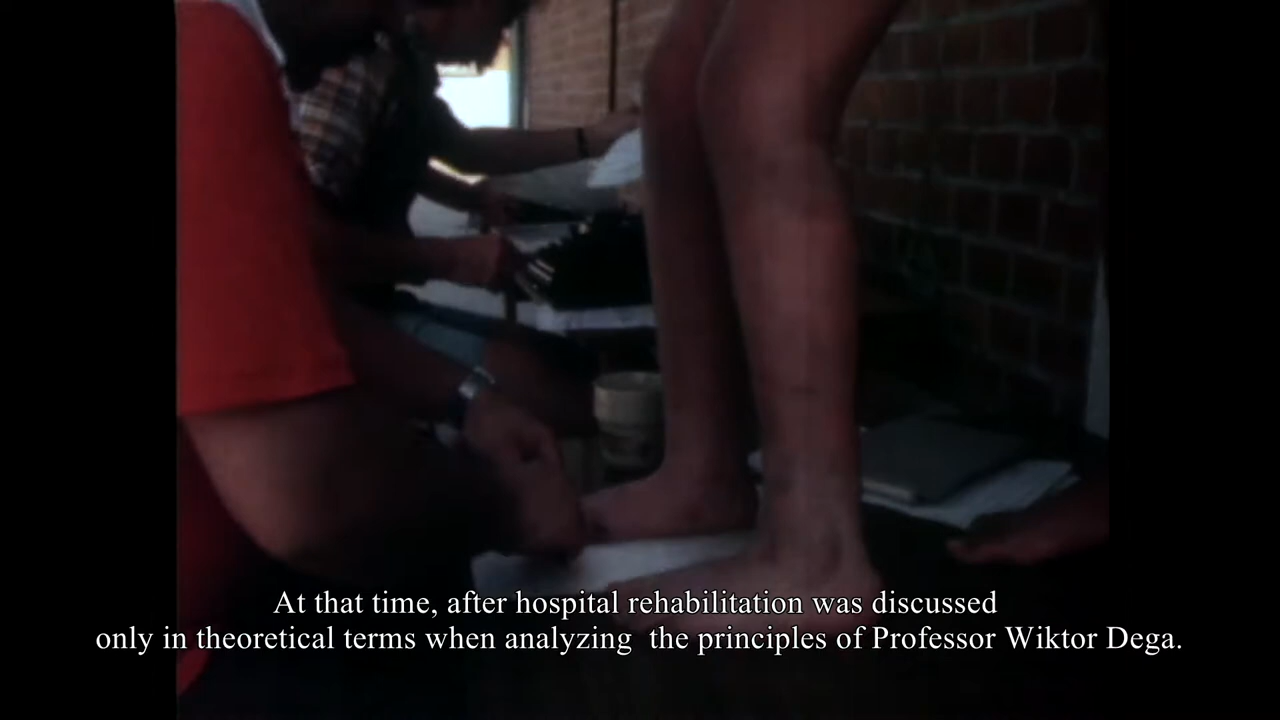 At that time, after hospital rehabilitation was discussed
only in theoretical terms when analyzing  the principles of Professor Wiktor Dega.